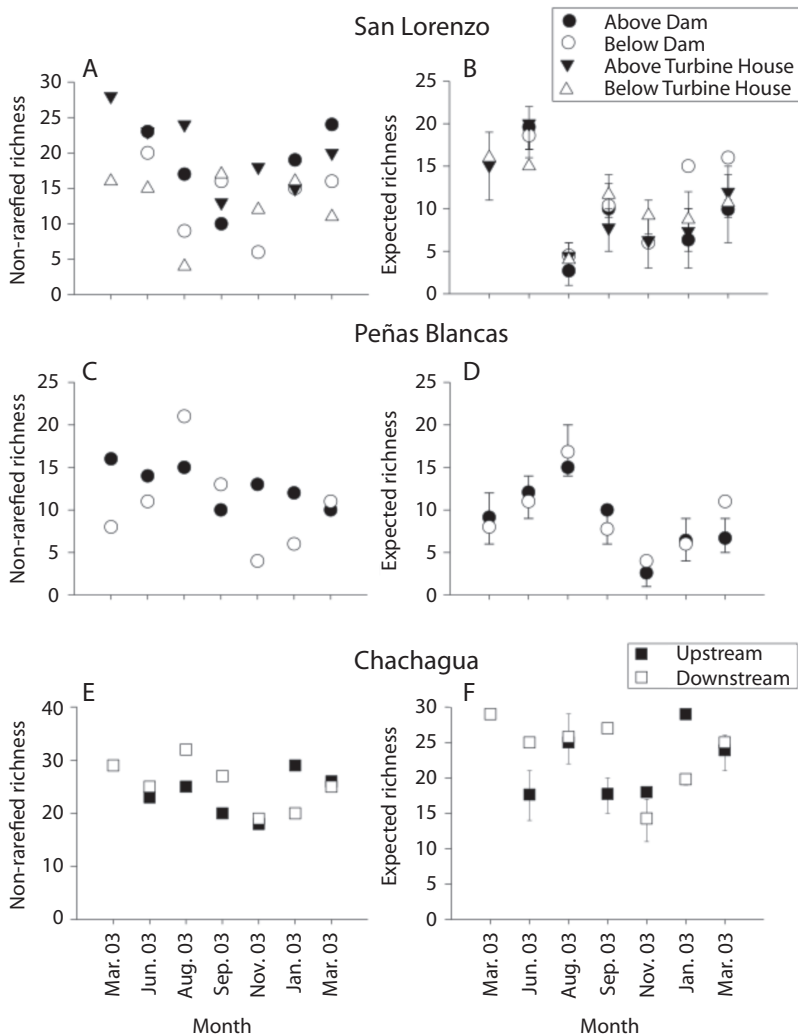 San Lorenzo
Above Dam
Below Dam
Above Turbine House
Below Turbine House
A
Non-rarefied richness
30
25
20
15
10
5
0
B
Expected richness
25
20
15
10
5
0
Peñas Blancas
C
Non-rarefied richness
25
20
15
10
5
0
D
Expected richness
25
20
15
10
5
0
Chachagua
Upstream
Downstream
E
Non-rarefied richness
40
30
20
10
0
Mar. 03
Jun. 03
Aug. 03
Sep. 03
Nov. 03
Jan. 03
Mar. 03
Month
F
Expected richness
30
25
20
15
10
5
0
Mar. 03
Jun. 03
Aug. 03
Sep. 03
Nov. 03
Jan. 03
Mar. 03
Month